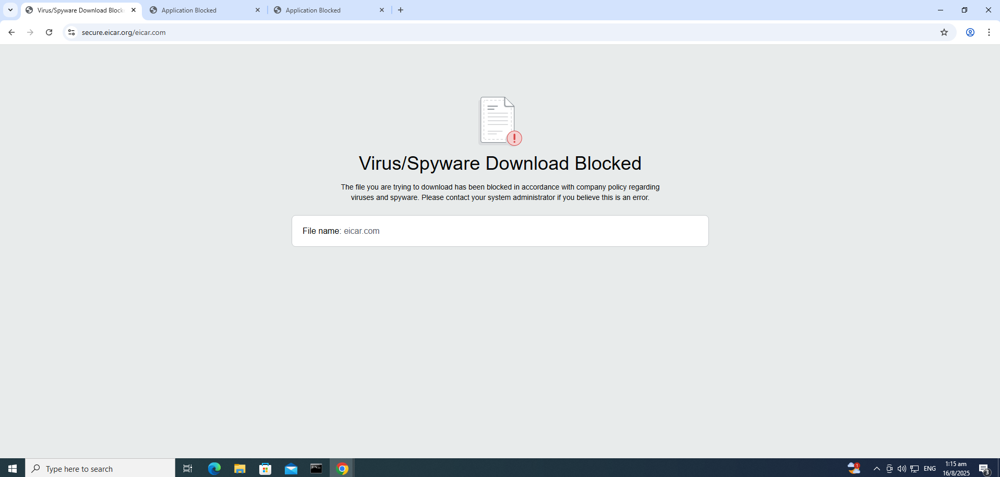 Virus/Spyware Download Block
Application Blocked
Application Blocked
secure.eicar.org/eicar.com
!
Virus/Spyware Download Blocked
The file you are trying to download has been blocked in accordance with company policy regarding
viruses and spyware. Please contact your system administrator if you believe this is an error.
File name: eicar.com
Type here to search
1
ENG
1:15 am
16/8/2025
3